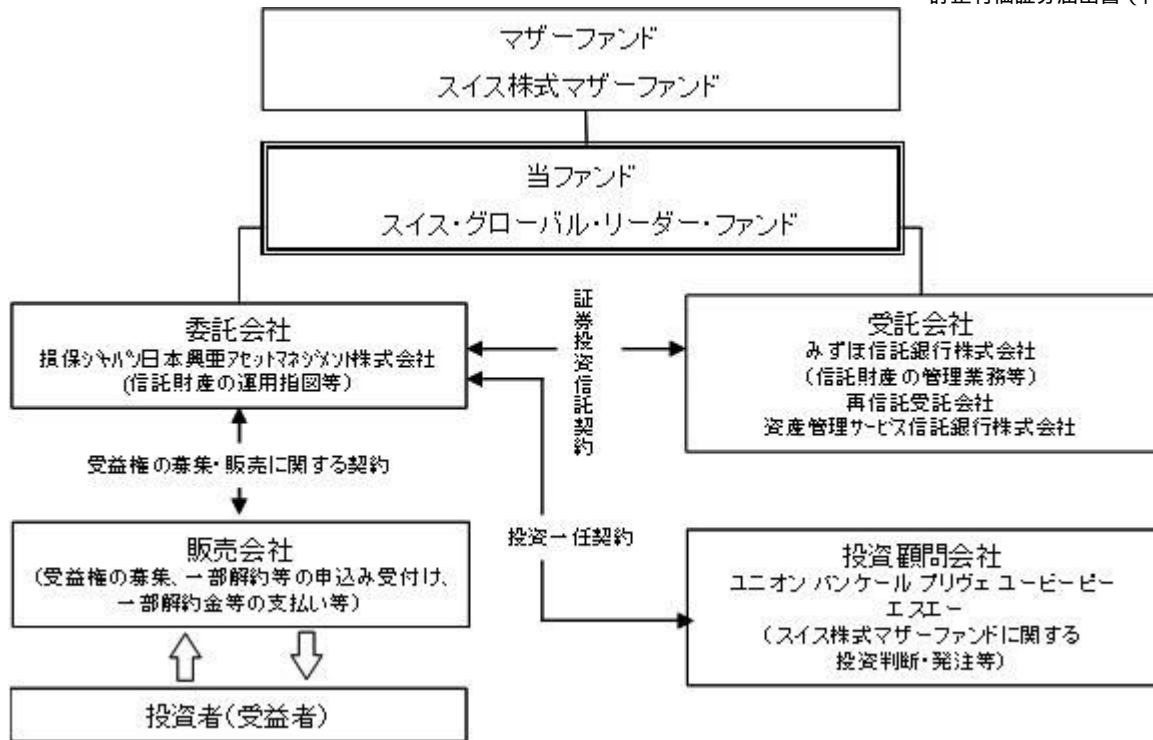 マザーファンド
スイス株式マザーファンド
当ファンド
スイス・グローバル・リーダー・ファンド
委託会社
損保ジャパン日本興亜アセットマネジメント株式会社
(信託財産の運用指図等)
証券投資信託契約
受託会社
みずほ信託銀行株式会社
(信託財産の管理業務等)
再信託受託会社
資産管理サービス信託銀行株式会社
受益権の募集・販売に関する契約
販売会社
(受益権の募集、一部解約等の申込み受付け、
一部解約金等の支払い等)
投資一任契約
投資顧問会社
ユニオン バンケール プリヴェ ユービーピー
エスエー
(スイス株式マザーファンドに関する
投資判断・発注等)
投資者(受益者)